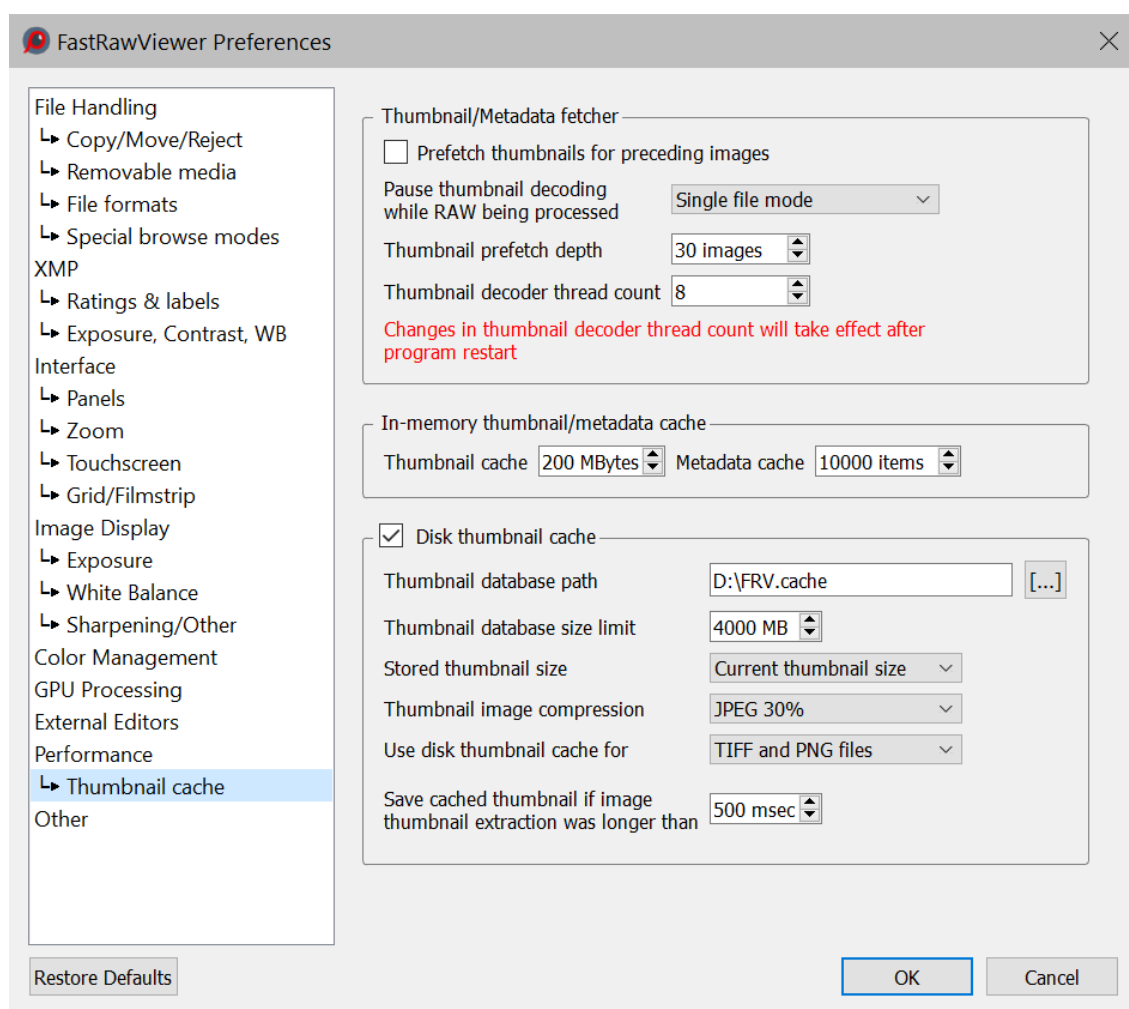 FastRawViewer Preferences
File Handling
Copy/Move/Reject
Removable media
File formats
Special browse modes
XMP
Ratings & labels
Exposure, Contrast, WB
Interface
Panels
Zoom
Touchscreen
Grid/Filmstrip
Image Display
Exposure
White Balance
Sharpening/Other
Color Management
GPU Processing
External Editors
Performance
Thumbnail cache
Other
Thumbnail/Metadata fetcher
Prefetch thumbnails for preceding images
Pause thumbnail decoding
while RAW being processed
Single file mode
Thumbnail prefetch depth 30 images
Thumbnail decoder thread count 8
Changes in thumbnail decoder thread count will take effect after
program restart
In-memory thumbnail/metadata cache
Thumbnail cache 200 MBytes Metadata cache 10000 items
Disk thumbnail cache
Thumbnail database path D:\FRV.cache [...]
Thumbnail database size limit 4000 MB
Stored thumbnail size Current thumbnail size
Thumbnail image compression JPEG 30%
Use disk thumbnail cache for TIFF and PNG files
Save cached thumbnail if image
thumbnail extraction was longer than
500 msec
Restore Defaults OK Cancel